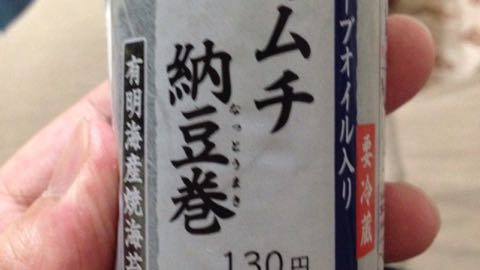 ーブオイル入り
要冷蔵
ムチ
納豆巻
なっとうまき
有明海産焼海苔
130円